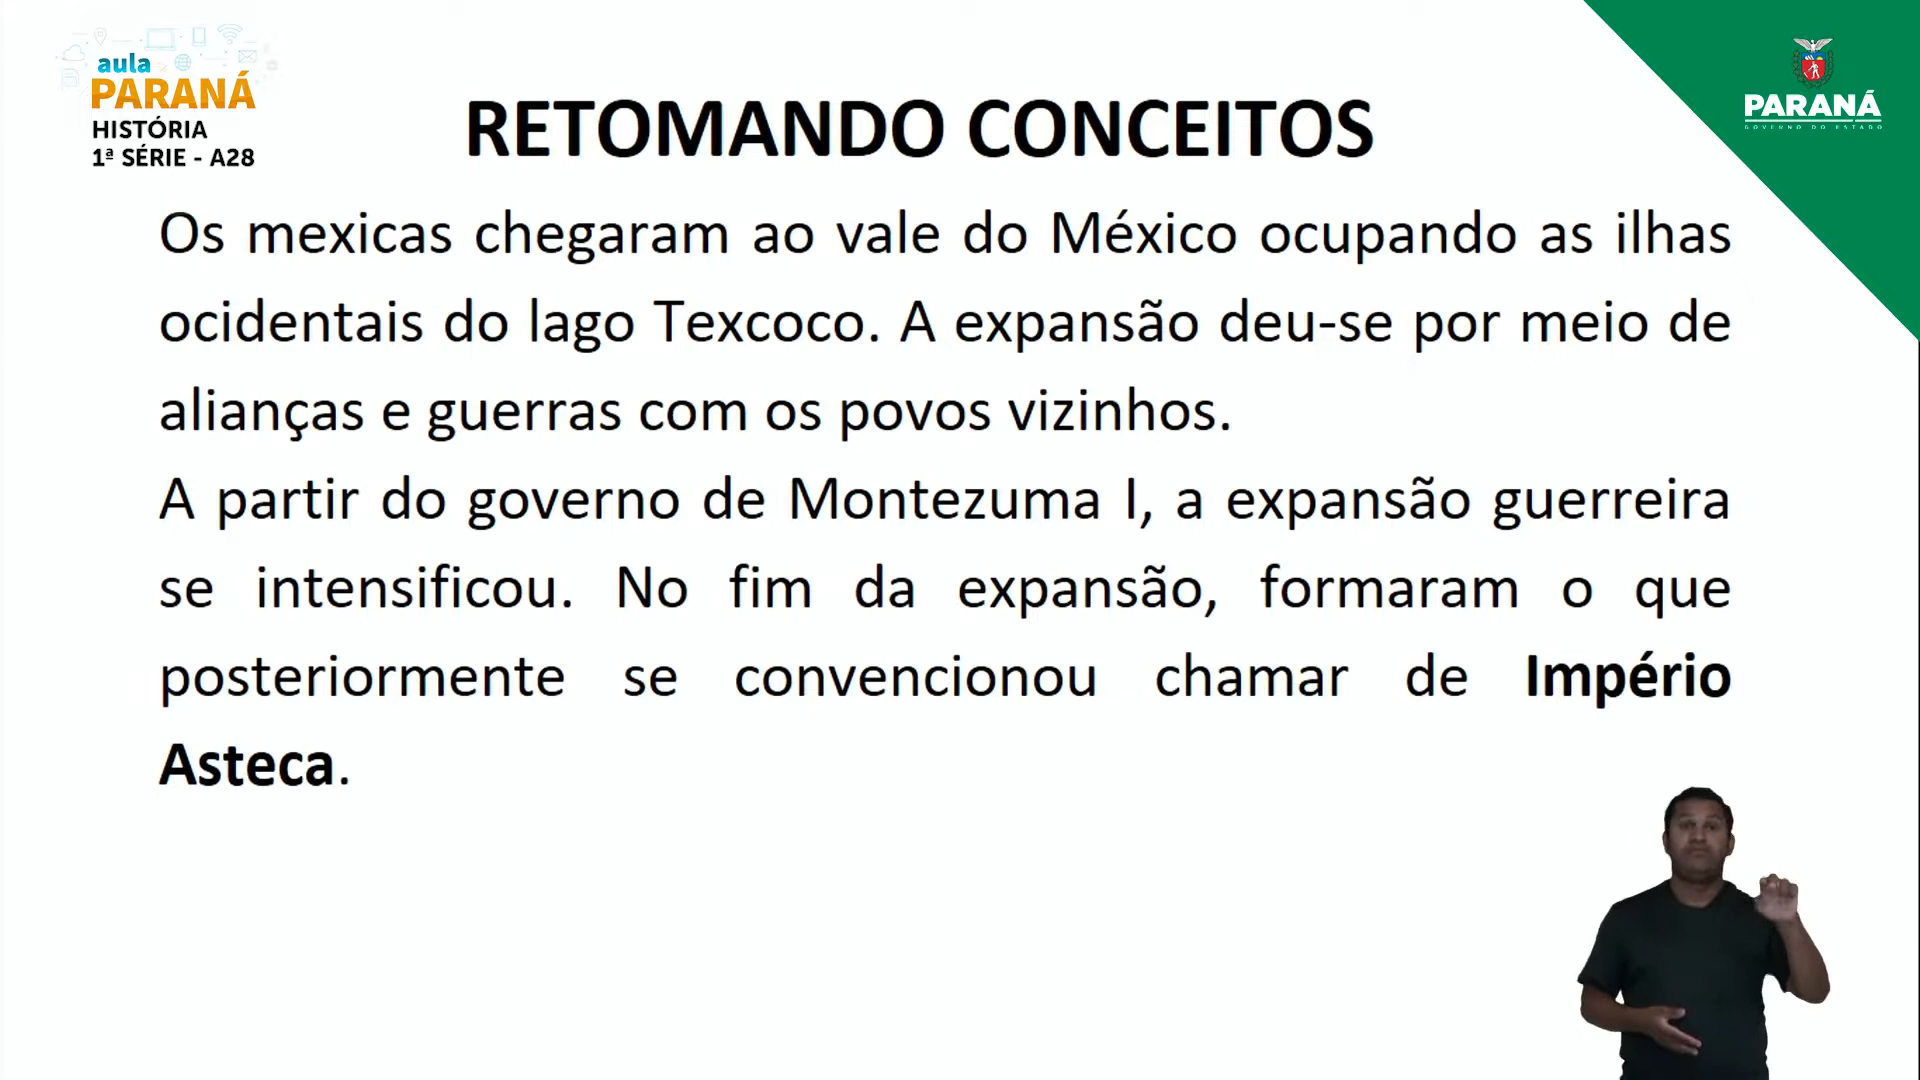 aula
PARANÁ
HISTÓRIA
1ª SÉRIE - A28
RETOMANDO CONCEITOS
PARANÁ
GOVERNO DO ESTADO
Os mexicas chegaram ao vale do México ocupando as ilhas
ocidentais do lago Texcoco. A expansão deu-se por meio de
alianças e guerras com os povos vizinhos.
A partir do governo de Montezuma I, a expansão guerreira
se intensificou. No fim da expansão, formaram o que
posteriormente se convencionou chamar de Império
Asteca.